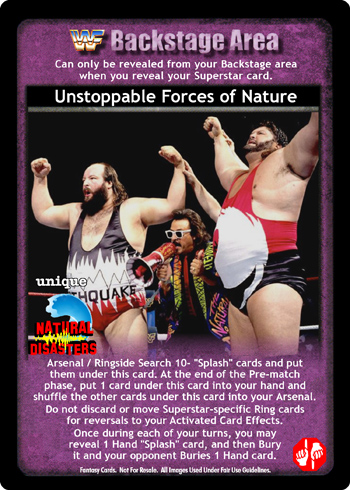 WF Backstage Area
Can only be revealed from your Backstage area
when you reveal your Superstar card.
Unstoppable Forces of Nature
HQUAKE
unique
NATURAL
DISASTERS
Arsenal / Ringside Search 10- "Splash" cards and put
them under this card. At the end of the Pre-match
phase, put 1 card under this card into your hand and
shuffle the other cards under this card into your Arsenal.
Do not discard or move Superstar-specific Ring cards
for reversals to your Activated Card Effects.
Once during each of your turns, you may
reveal 1 Hand "Splash" card, and then Bury
it and your opponent Buries 1 Hand card.
Fantasy Cards. Not For Resale. All Images Used Under Fair Use Guidelines.